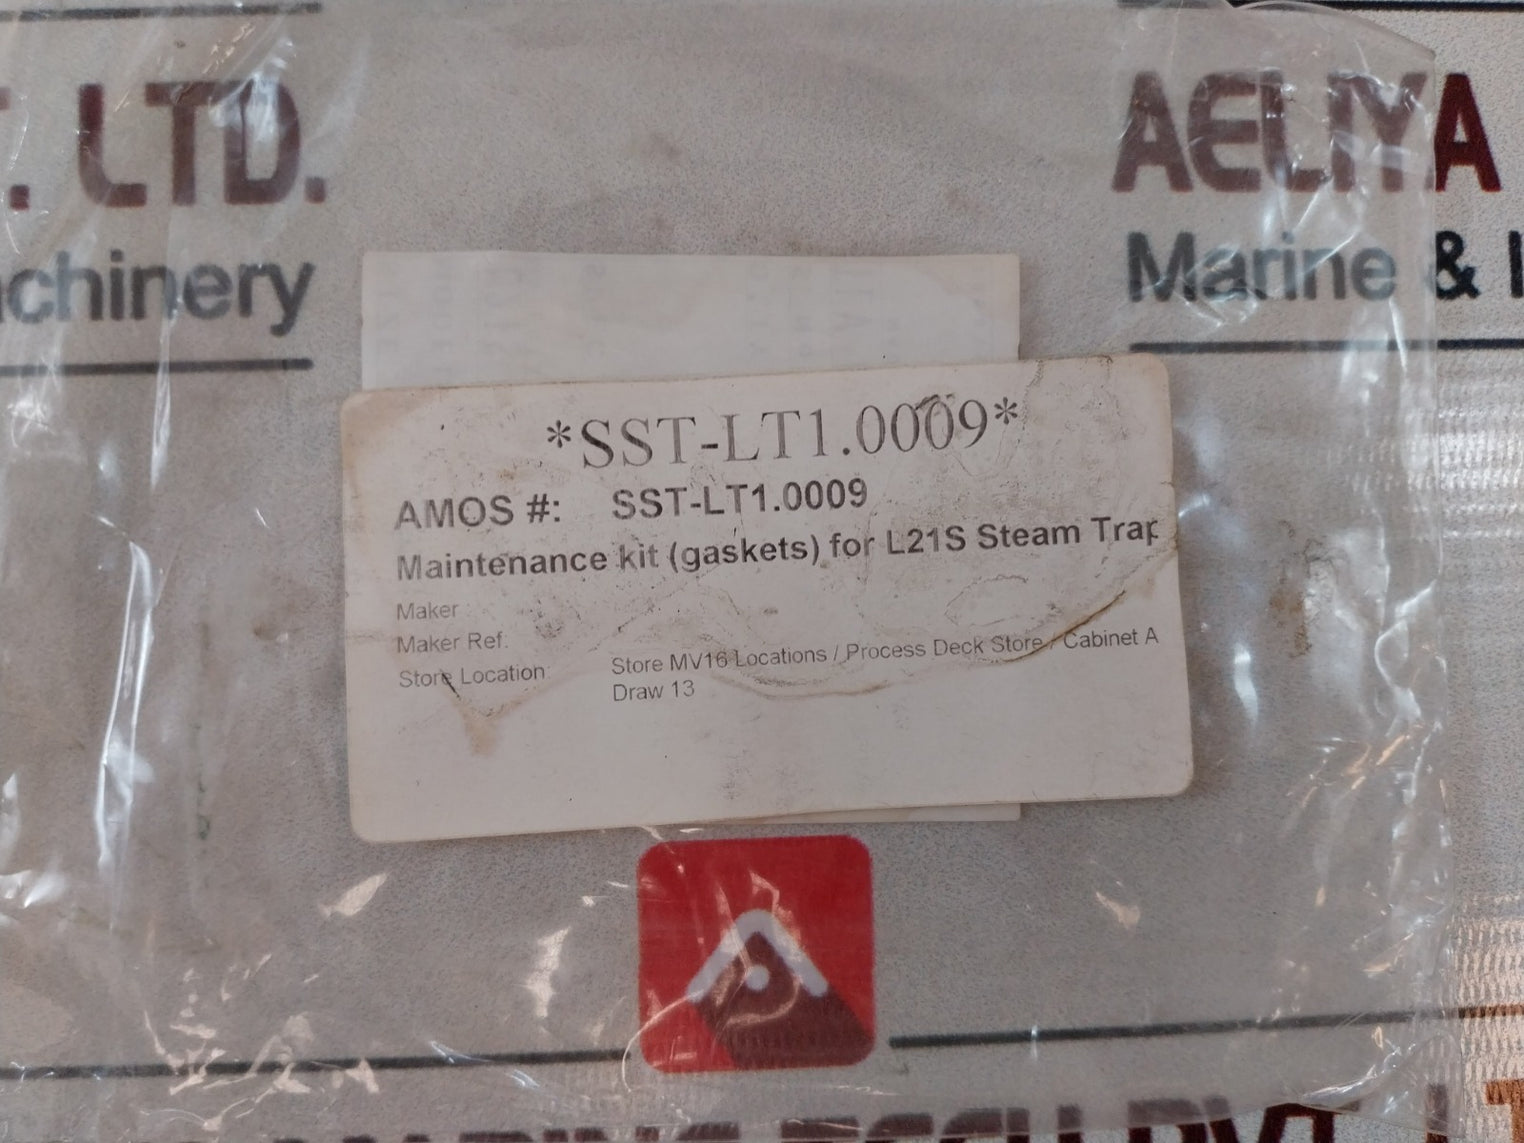 T. LTD.
AELIYA
achinery
Marine & I
*SST-LT1.0009*
AMOS #: SST-LT1.0009
Maintenance kit (gaskets) for L21S Steam Trap
Maker :
Maker Ref:
Store Location: Store MV16 Locations / Process Deck Store / Cabinet A
Draw 13